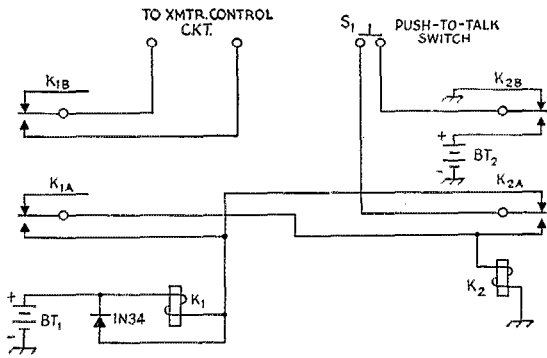 TO XMTR. CONTROL
CKT.
S1
PUSH-TO-TALK
SWITCH
K1B
K2B
+
BT2
-
K1A
K2A
+
BT1
-
1N34
K1
K2